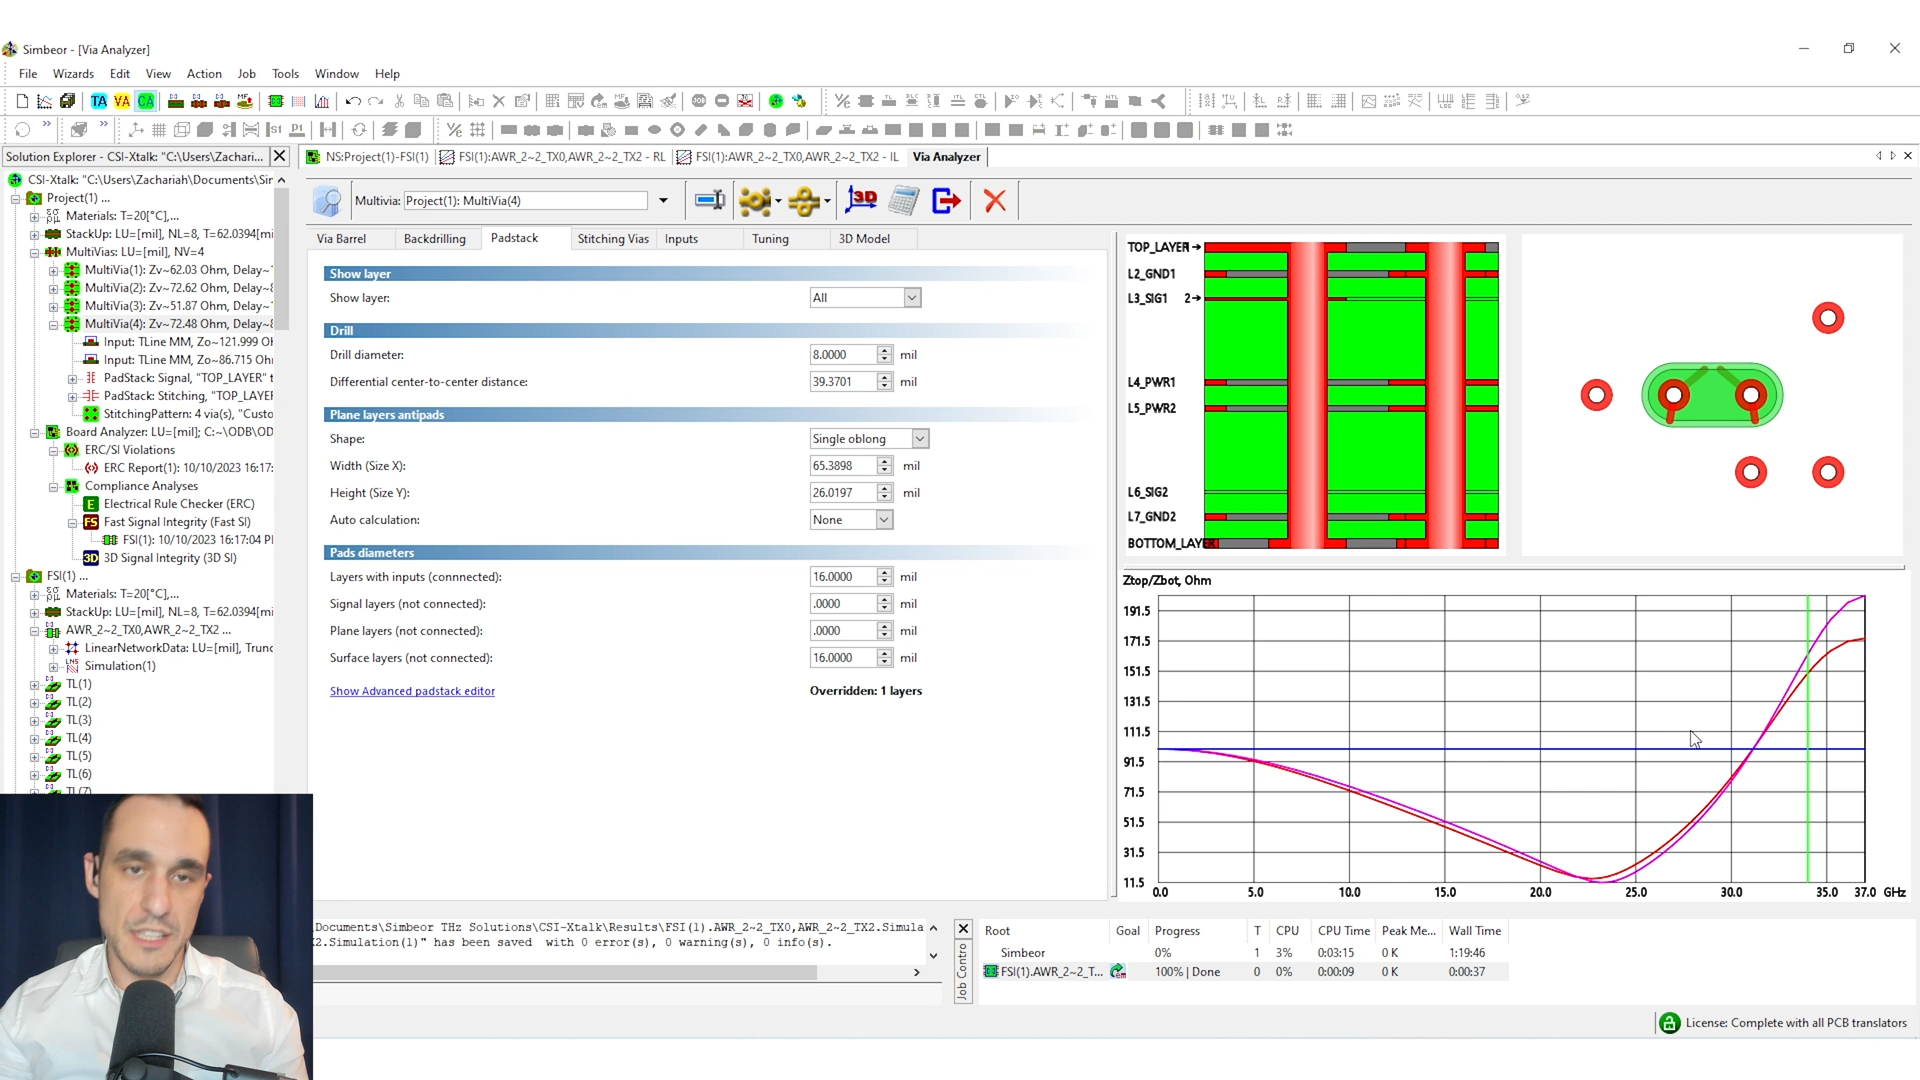 Simbeor - [Via Analyzer]
File Wizards Edit View Action Job Tools Window Help
TA VA CA
Solution Explorer - CSI-Xtalk: "C:\Users\Zachari...
NS:Project(1)-FSI(1) FSI(1):AWR_2~2_TX0,AWR_2~2_TX2 - RL FSI(1):AWR_2~2_TX0,AWR_2~2_TX2 - IL Via Analyzer
CSI-Xtalk: "C:\Users\Zachariah\Documents\Sir
Project(1) ...
Materials: T=20[°C],...
StackUp: LU=[mil], NL=8, T=62.0394[mi
MultiVias: LU=[mil], NV=4
MultiVia(1): Zv~62.03 Ohm, Delay~
MultiVia(2): Zv~72.62 Ohm, Delay~8
MultiVia(3): Zv~51.87 Ohm, Delay~
MultiVia(4): Zv~72.48 Ohm, Delay~8
Input: TLine MM, Zo~121.999 Oh
Input: TLine MM, Zo~86.715 Ohr
PadStack: Signal, "TOP_LAYER" t
PadStack: Stitching, "TOP_LAYER
StitchingPattern: 4 via(s), "Custo
Board Analyzer: LU=[mil]; C:~\ODB\OD
ERC/SI Violations
ERC Report(1): 10/10/2023 16:17:
Compliance Analyses
Electrical Rule Checker (ERC)
Fast Signal Integrity (Fast SI)
FSI(1): 10/10/2023 16:17:04 P
3D Signal Integrity (3D SI)
FSI(1) ...
Materials: T=20[°C],...
StackUp: LU=[mil], NL=8, T=62.0394[mi
AWR_2~2_TX0,AWR_2~2_TX2 ...
LinearNetworkData: LU=[mil], Trunc
Simulation(1)
TL(1)
TL(2)
TL(3)
TL(4)
TL(5)
TL(6)
TL(7)
Multivia: Project(1): MultiVia(4)
3D
Via Barrel Backdrilling Padstack Stitching Vias Inputs Tuning 3D Model
Show layer
Show layer: All
Drill
Drill diameter: 8.0000 mil
Differential center-to-center distance: 39.3701 mil
Plane layers antipads
Shape: Single oblong
Width (Size X): 65.3898 mil
Height (Size Y): 26.0197 mil
Auto calculation: None
Pads diameters
Layers with inputs (connnected): 16.0000 mil
Signal layers (not connected): .0000 mil
Plane layers (not connected): .0000 mil
Surface layers (not connected): 16.0000 mil
Show Advanced padstack editor Overridden: 1 layers
TOP_LAYER
L2_GND1
L3_SIG1 2
L4_PWR1
L5_PWR2
L6_SIG2
L7_GND2
BOTTOM_LAYER
Ztop/Zbot, Ohm
191.5
171.5
151.5
131.5
111.5
91.5
71.5
51.5
31.5
11.5
0.0 5.0 10.0 15.0 20.0 25.0 30.0 35.0 37.0 GHz
Documents\Simbeor THz Solutions\CSI-Xtalk\Results\FSI(1).AWR_2~2_TX0,AWR_2~2_TX2.Simula
X2.Simulation(1)" has been saved with 0 error(s), 0 warning(s), 0 info(s).
Job Contro
Root Goal Progress T CPU CPU Time Peak Me... Wall Time
Simbeor 0% 1 3% 0:03:15 0 K 1:19:46
FSI(1).AWR_2~2_T... 100% | Done 0 0% 0:00:09 0 K 0:00:37
License: Complete with all PCB translators